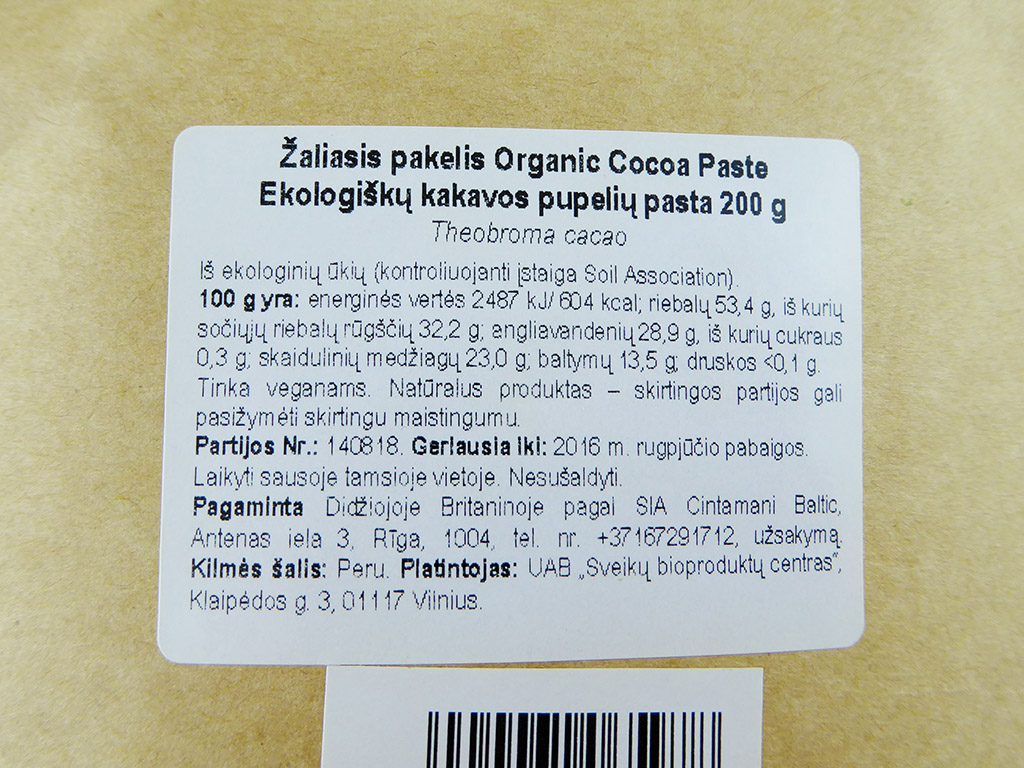 Žaliasis pakelis Organic Cocoa Paste
Ekologiškų kakavos pupelių pasta 200 g
Theobroma cacao
Iš ekologinių ūkių (kontroliuojanti įstaiga Soil Association).
100 g yra: energinės vertės 2487 kJ/ 604 kcal; riebalų 53,4 g, iš kurių
sočiųjų riebalų rūgščių 32,2 g; angliavandenių 28,9 g, iš kurių cukraus
0,3 g; skaidulinių medžiagų 23,0 g; baltymų 13,5 g; druskos <0,1 g.
Tinka veganams. Natūralus produktas – skirtingos partijos gali
pasižymėti skirtingu maistingumu.
Partijos Nr.: 140818. Geriausia iki: 2016 m. rugpjūčio pabaigos.
Laikyti sausoje tamsioje vietoje. Nesušaldyti.
Pagaminta Didžiojoje Britaninoje pagai SIA Cintamani Baltic,
Antenas iela 3, Rīga, 1004, tel. nr. +37167291712, užsakymą.
Kilmės šalis: Peru. Platintojas: UAB „Sveikų bioproduktų centras“,
Klaipėdos g. 3, 01117 Vilnius.